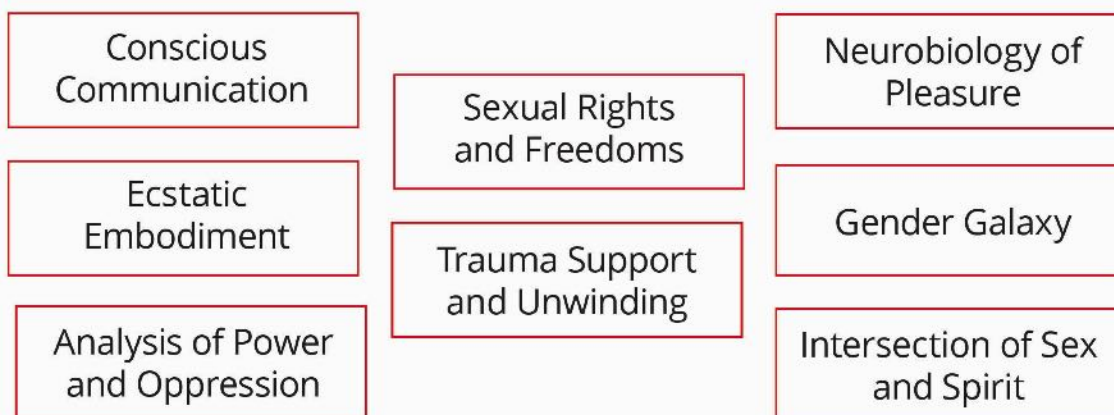 Conscious
Communication
Ecstatic
Embodiment
Analysis of Power
and Oppression
Sexual Rights
and Freedoms
Trauma Support
and Unwinding
Neurobiology of
Pleasure
Gender Galaxy
Intersection of Sex
and Spirit